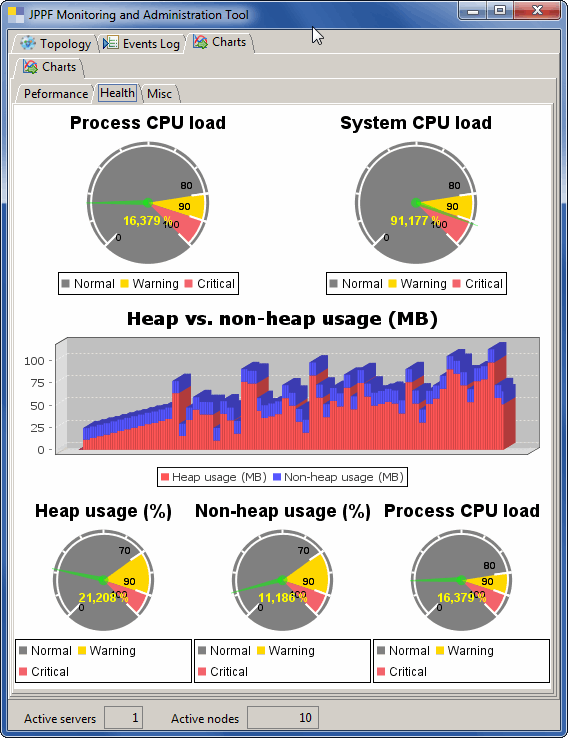 JPPF Monitoring and Administration Tool
Topology Events Log Charts
Charts
Peformance Health Misc
Process CPU load System CPU load
80 80
16,379 % 90 91,177 % 90
100 100
0 0
Normal Warning Critical Normal Warning Critical
Heap vs. non-heap usage (MB)
100
75
50
25
0
Heap usage (MB) Non-heap usage (MB)
Heap usage (%) Non-heap usage (%) Process CPU load
70 70 80
90 90 90
21,208 % 100 11,186 % 100 16,379 % 100
0 0 0
Normal Warning Normal Warning Normal Warning
Critical Critical Critical
Active servers 1 Active nodes 10